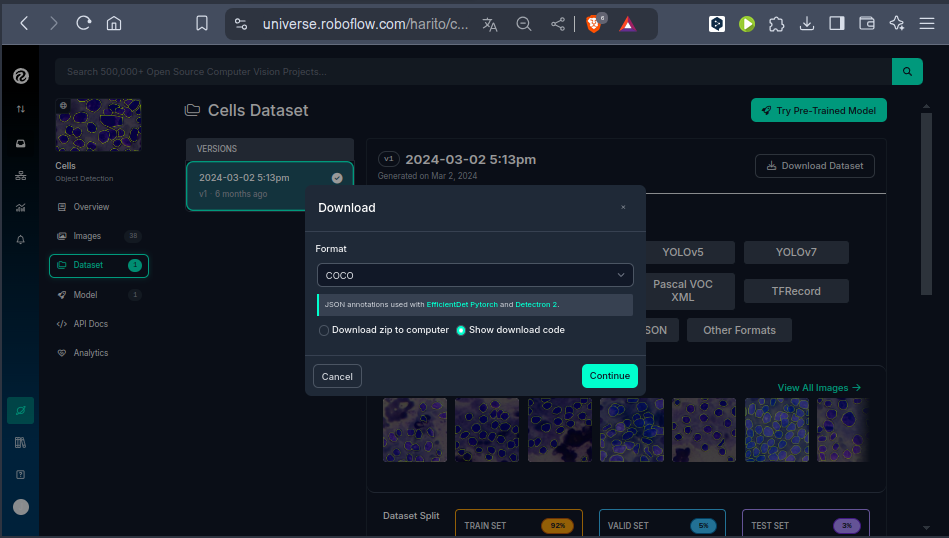 universe.roboflow.com/harito/c...
6
Search 500,000+ Open Source Computer Vision Projects...
Cells
Object Detection
Overview
Images 38
Dataset 1
Model 1
API Docs
Analytics
Cells Dataset
Try Pre-Trained Model
VERSIONS
2024-03-02 5:13pm
v1 · 6 months ago
v1 2024-03-02 5:13pm
Generated on Mar 2, 2024
Download Dataset
YOLOv5
YOLOv7
Pascal VOC
XML
TFRecord
SON
Other Formats
Download
×
Format
COCO
JSON annotations used with EfficientDet Pytorch and Detectron 2.
Download zip to computer
Show download code
Cancel
Continue
View All Images →
Dataset Split
TRAIN SET 92%
VALID SET 5%
TEST SET 3%